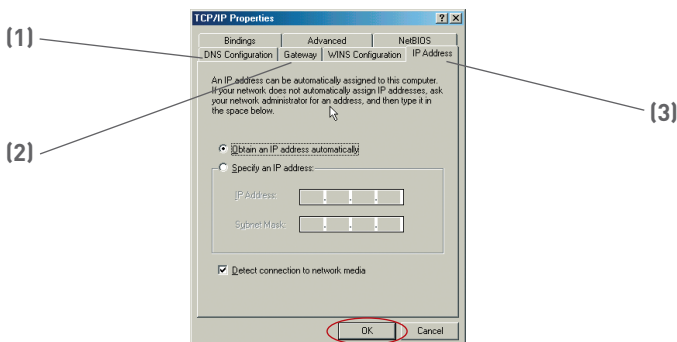 TCP/IP Properties
(1)
Bindings Advanced NetBIOS
DNS Configuration Gateway WINS Configuration IP Address
An IP address can be automatically assigned to this computer.
If your network does not automatically assign IP addresses, ask
your network administrator for an address, and then type it in
the space below.
(3)
(2)
Obtain an IP address automatically
Specify an IP address:
IP Address:
Subnet Mask:
Detect connection to network media
OK Cancel